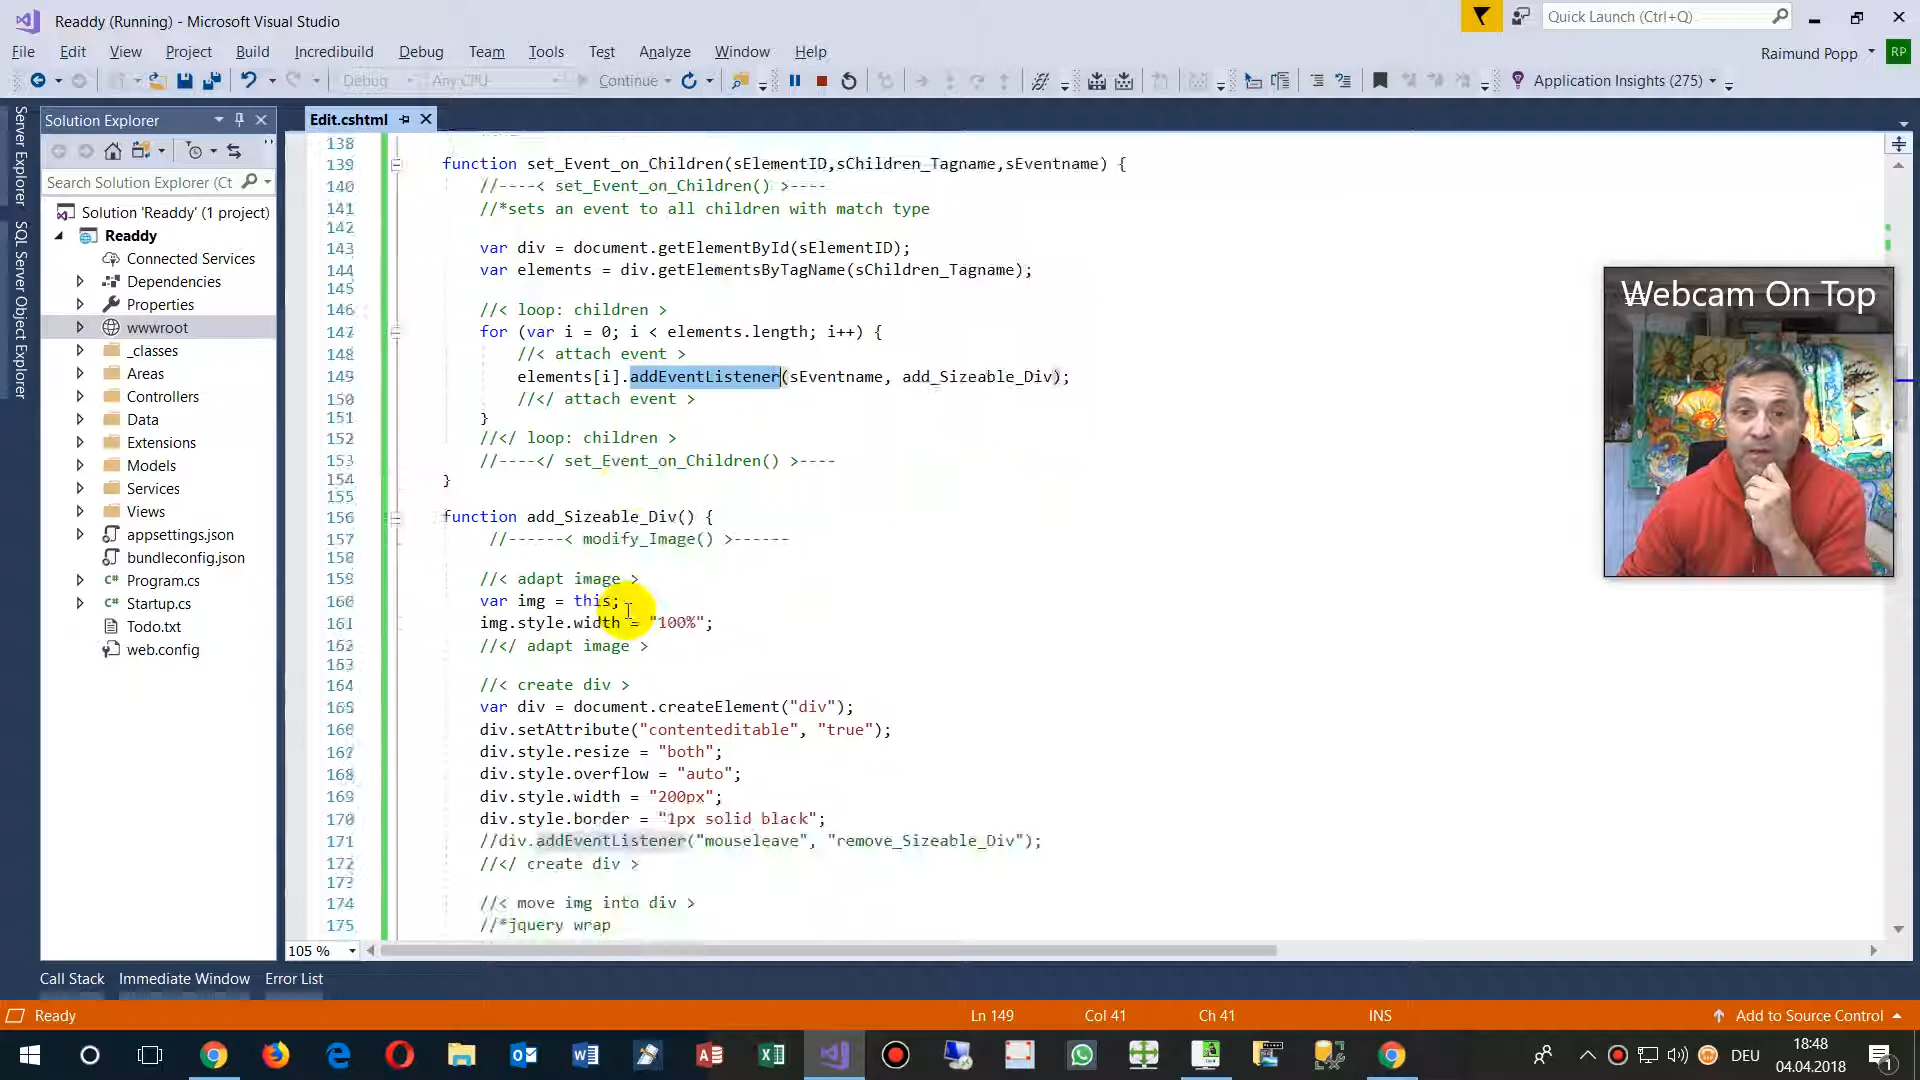 Readdy (Running) - Microsoft Visual Studio
Quick Launch (Ctrl+Q)
File Edit View Project Build Incredibuild Debug Team Tools Test Analyze Window Help
Raimund Popp RP
Debug Any CPU Continue Application Insights (275)
Server Explorer
SQL Server Object Explorer
Solution Explorer
Search Solution Explorer (Ct
Solution 'Readdy' (1 project)
Readdy
Connected Services
Dependencies
Properties
wwwroot
_classes
Areas
Controllers
Data
Extensions
Models
Services
Views
appsettings.json
bundleconfig.json
C# Program.cs
C# Startup.cs
Todo.txt
web.config
Edit.cshtml
138
139 function set_Event_on_Children(sElementID,sChildren_Tagname,sEventname) {
140 //----< set_Event_on_Children() >----
141 //*sets an event to all children with match type
142
143 var div = document.getElementById(sElementID);
144 var elements = div.getElementsByTagName(sChildren_Tagname);
145
146 //< loop: children >
147 for (var i = 0; i < elements.length; i++) {
148 //< attach event >
149 elements[i].addEventListener(sEventname, add_Sizeable_Div);
150 //</ attach event >
151 }
152 //</ loop: children >
153 //----</ set_Event_on_Children() >----
154 }
155
156 function add_Sizeable_Div() {
157 //------< modify_Image() >------
158
159 //< adapt image >
160 var img = this;
161 img.style.width = "100%";
162 //</ adapt image >
163
164 //< create div >
165 var div = document.createElement("div");
166 div.setAttribute("contenteditable", "true");
167 div.style.resize = "both";
168 div.style.overflow = "auto";
169 div.style.width = "200px";
170 div.style.border = "1px solid black";
171 //div.addEventListener("mouseleave", "remove_Sizeable_Div");
172 //</ create div >
173
174 //< move img into div >
175 //*jquery wrap
Webcam On Top
105 %
Call Stack Immediate Window Error List
Ready Ln 149 Col 41 Ch 41 INS Add to Source Control
DEU 18:48
04.04.2018
1